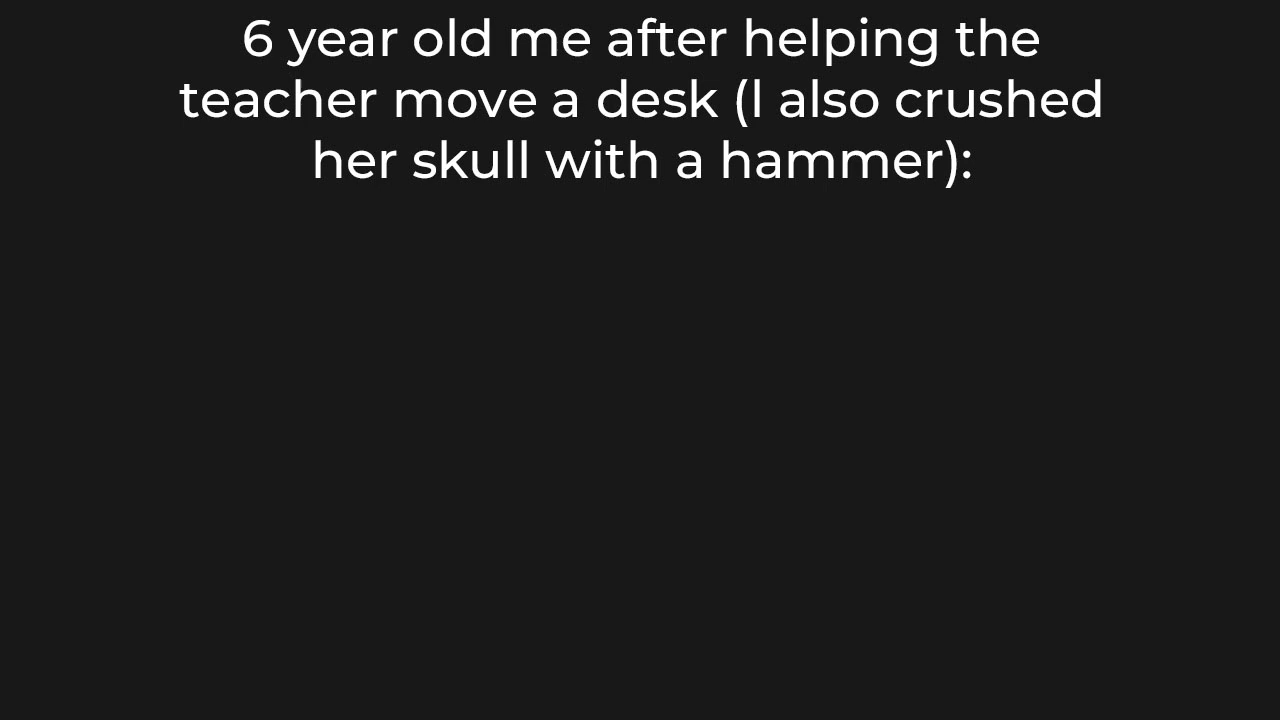 6 year old me after helping the
teacher move a desk (I also crushed
her skull with a hammer):